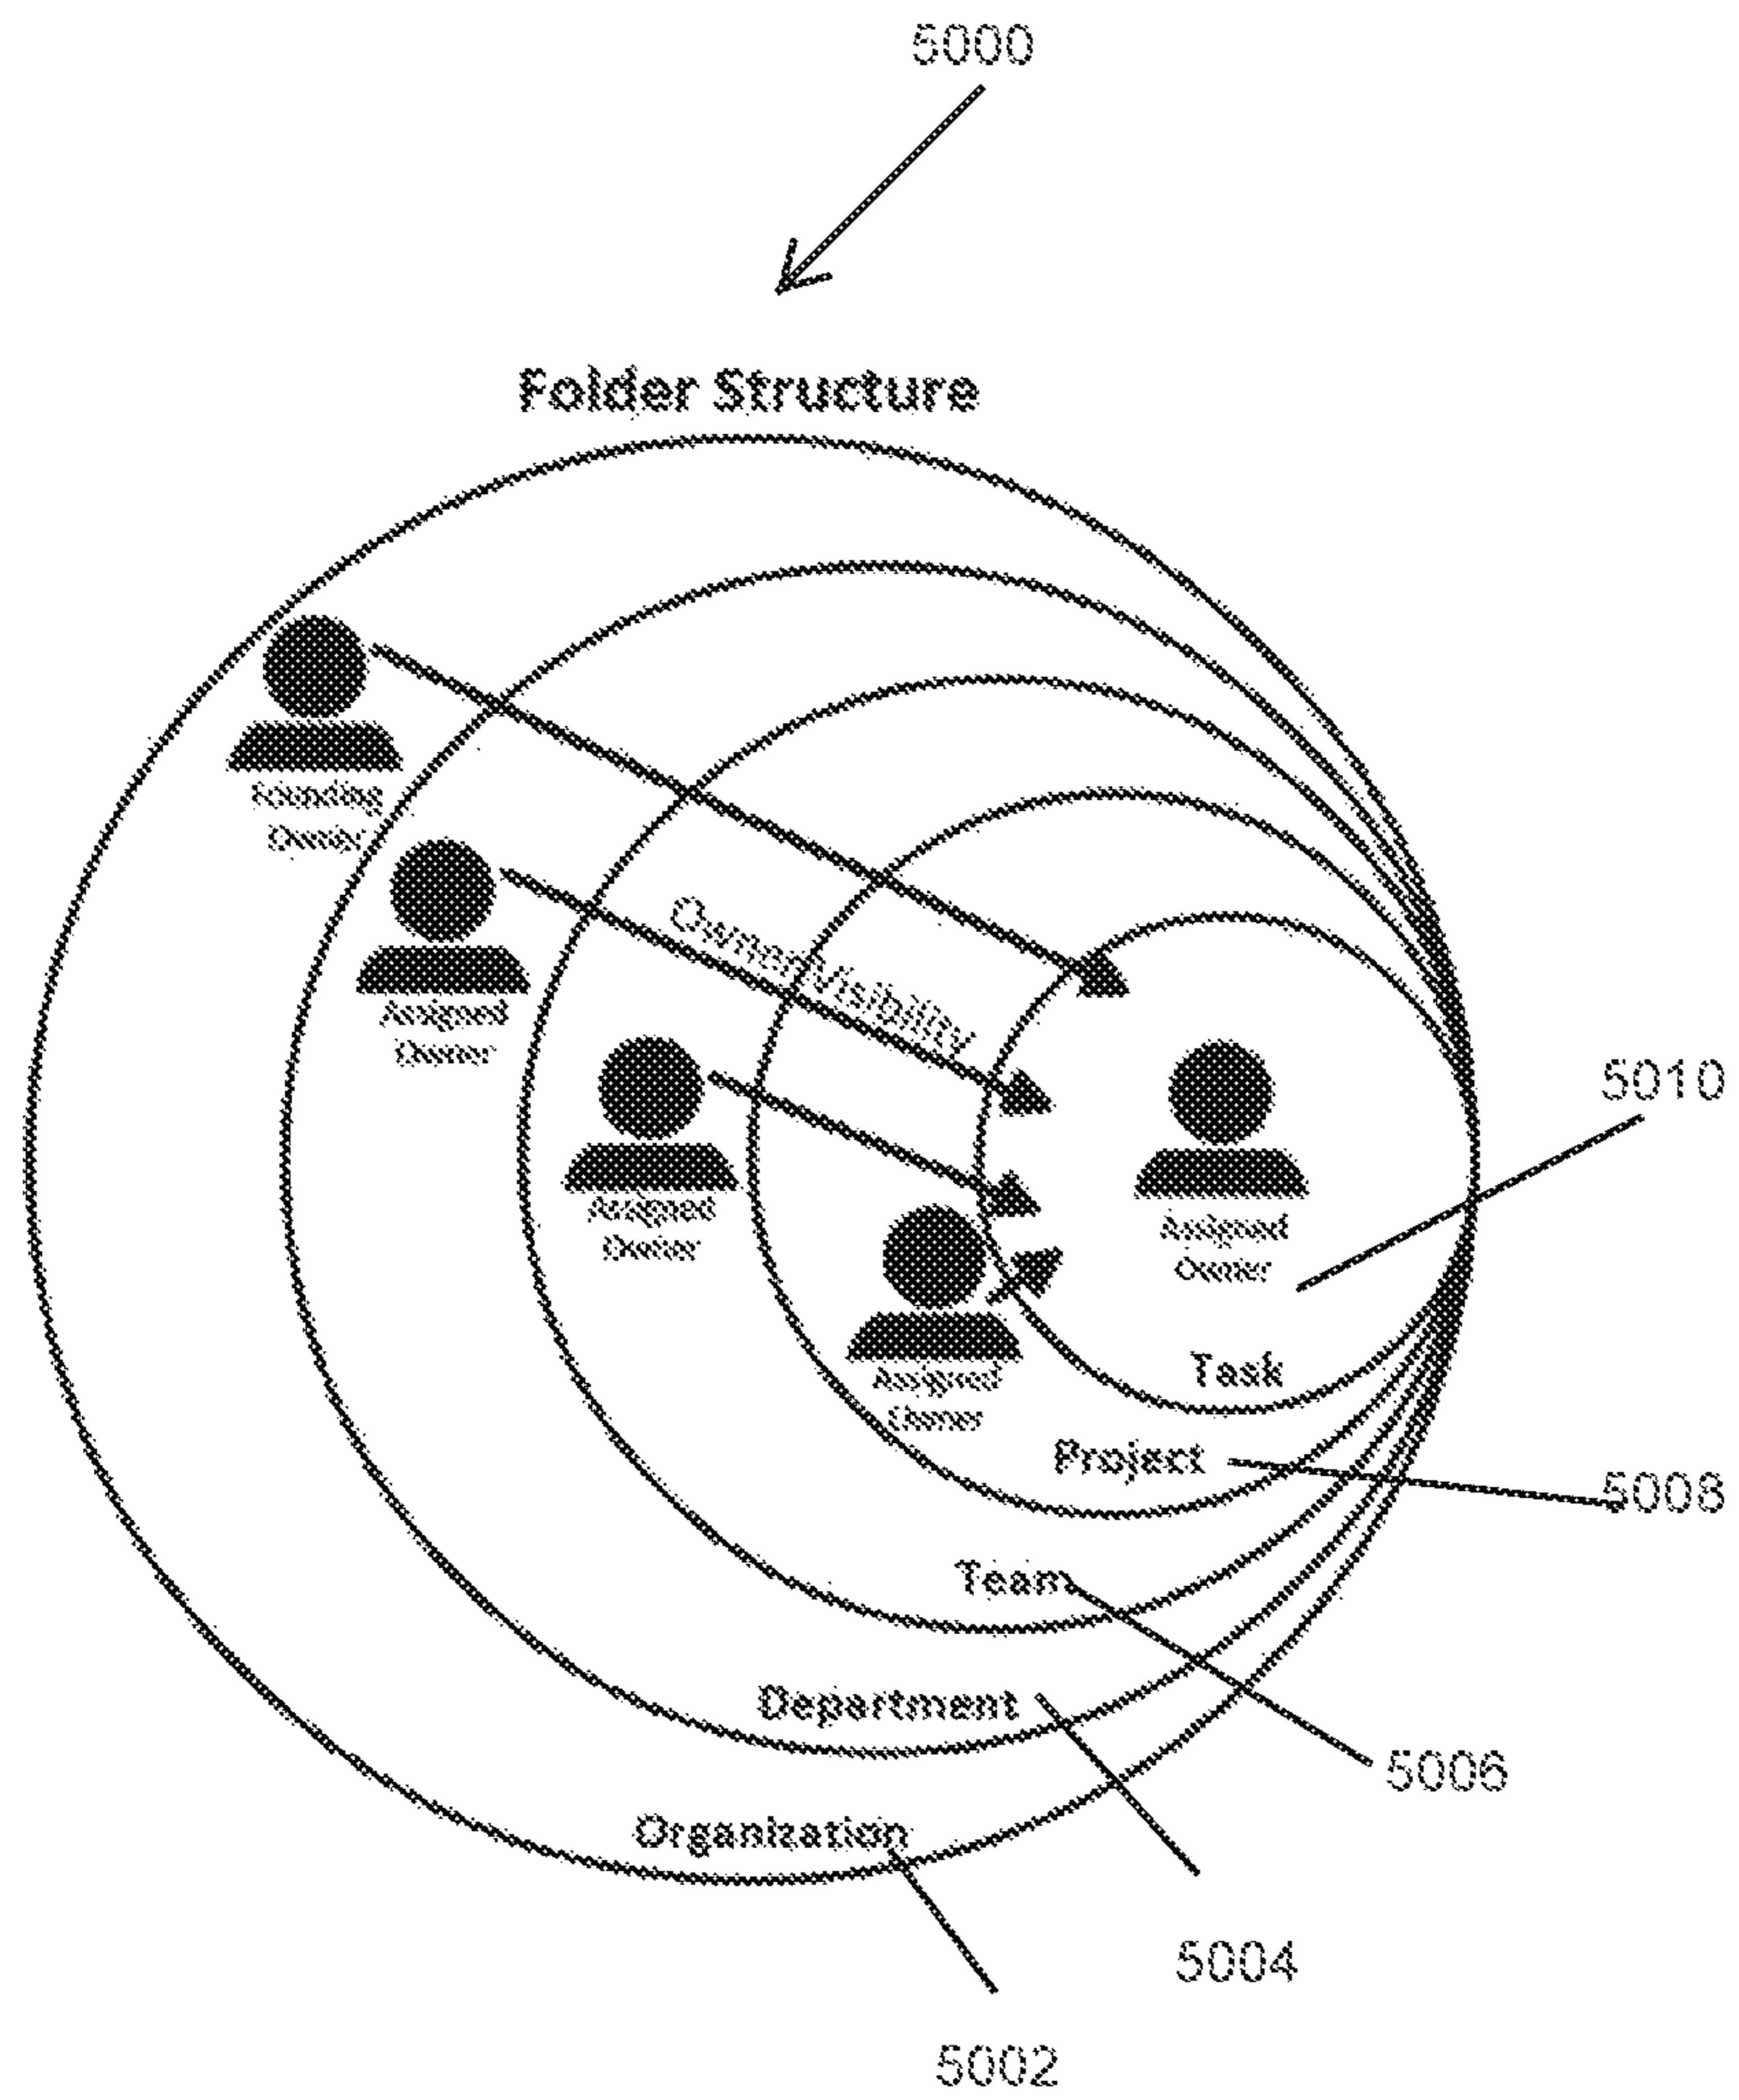 5000
Folder Structure
Founding
Owner
Assigned
Owner
Owner Visibility
Assigned
Owner
Assigned
Owner
5010
Assigned
Owner
Task
Project
5008
Team
Department
5006
Organization
5004
5002